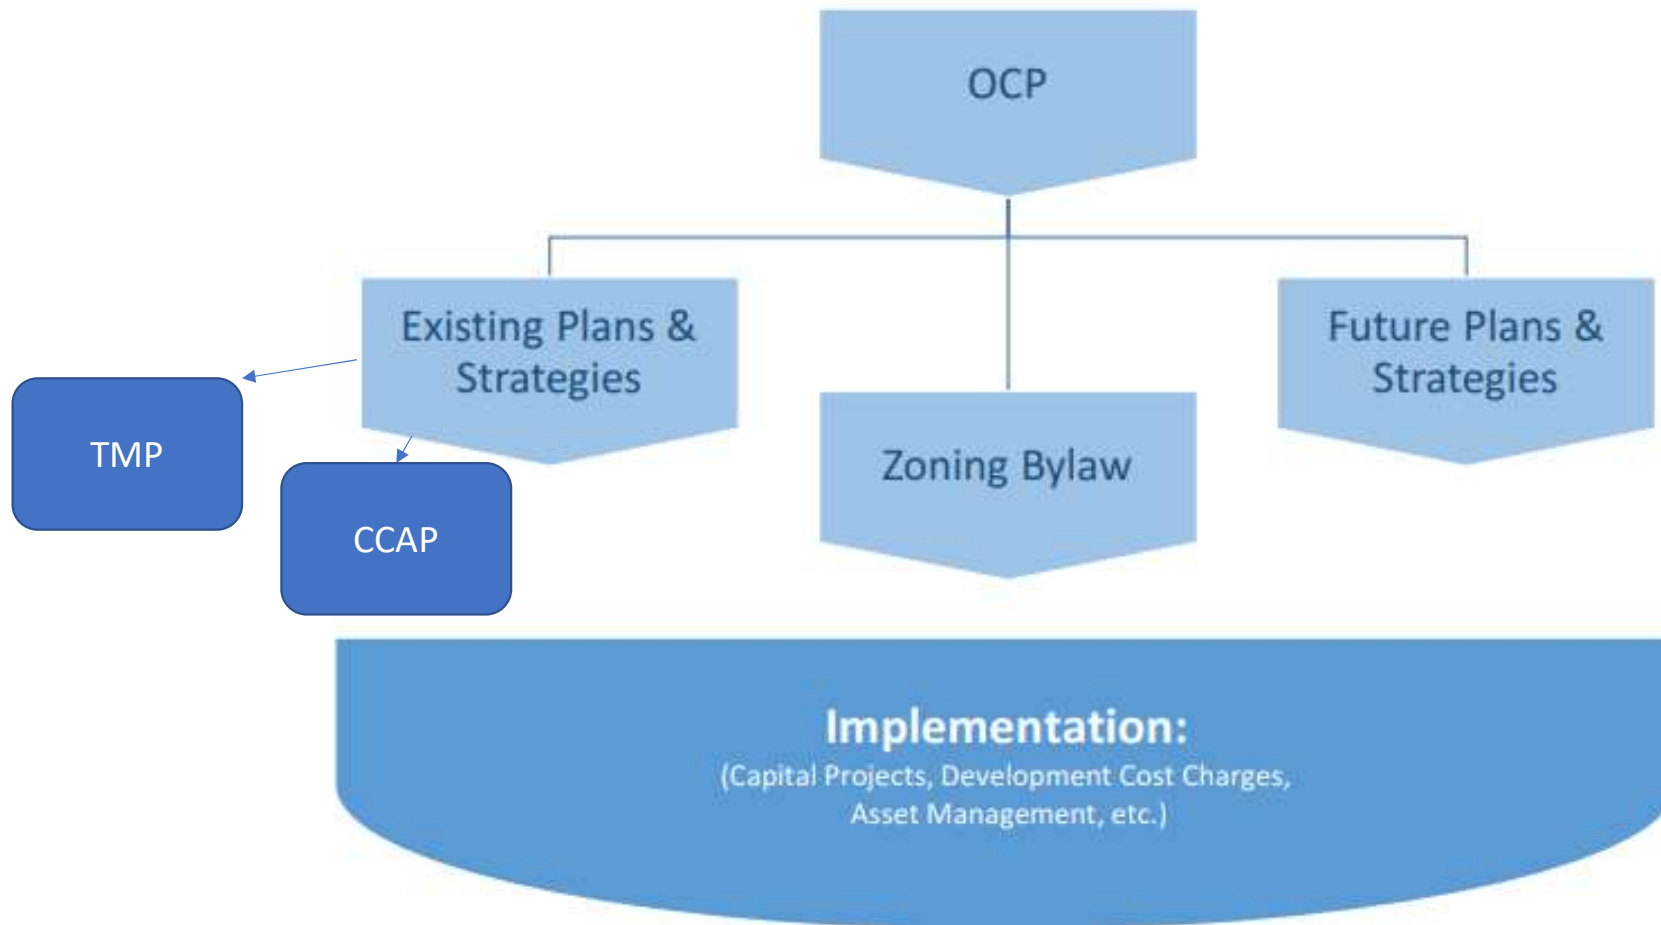 OCP
Existing Plans &
Strategies
Future Plans &
Strategies
TMP
Zoning Bylaw
CCAP
Implementation:
(Capital Projects, Development Cost Charges,
Asset Management, etc.)